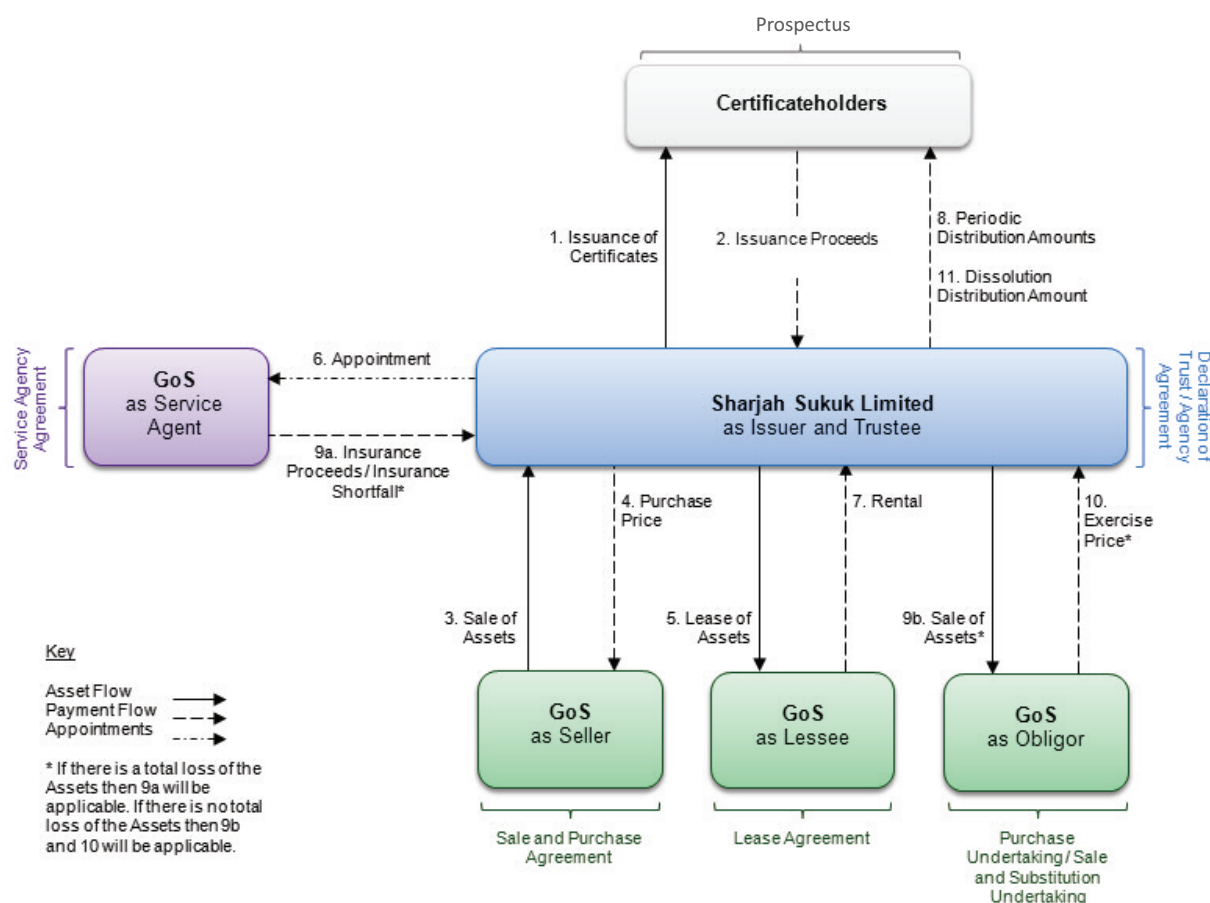 Prospectus
Certificateholders
1. Issuance of
Certificates
2. Issuance Proceeds
8. Periodic
Distribution Amounts
11. Dissolution
Distribution Amount
Service Agency
Agreement
GoS
as Service
Agent
6. Appointment
9a. Insurance
Proceeds / Insurance
Shortfall*
Sharjah Sukuk Limited
as Issuer and Trustee
Declaration of
Trust / Agency
Agreement
3. Sale of
Assets
4. Purchase
Price
5. Lease of
Assets
7. Rental
9b. Sale of
Assets*
10.
Exercise
Price*
Key
Asset Flow
Payment Flow
Appointments
* If there is a total loss of the
Assets then 9a will be
applicable. If there is no total
loss of the Assets then 9b
and 10 will be applicable.
GoS
as Seller
GoS
as Lessee
GoS
as Obligor
Sale and Purchase
Agreement
Lease Agreement
Purchase
Undertaking / Sale
and Substitution
Undertaking